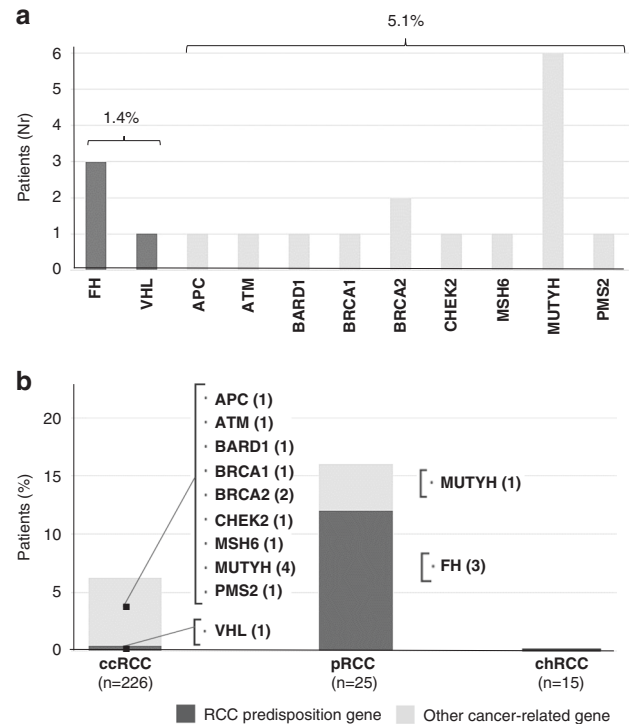 a
5.1%
1.4%
Patients (Nr)
6
5
4
3
2
1
0
FH
VHL
APC
ATM
BARD1
BRCA1
BRCA2
CHEK2
MSH6
MUTYH
PMS2
b
Patients (%)
20
15
10
5
0
APC (1)
ATM (1)
BARD1 (1)
BRCA1 (1)
BRCA2 (2)
CHEK2 (1)
MSH6 (1)
MUTYH (4)
PMS2 (1)
VHL (1)
MUTYH (1)
FH (3)
ccRCC
(n=226)
pRCC
(n=25)
chRCC
(n=15)
RCC predisposition gene
Other cancer-related gene